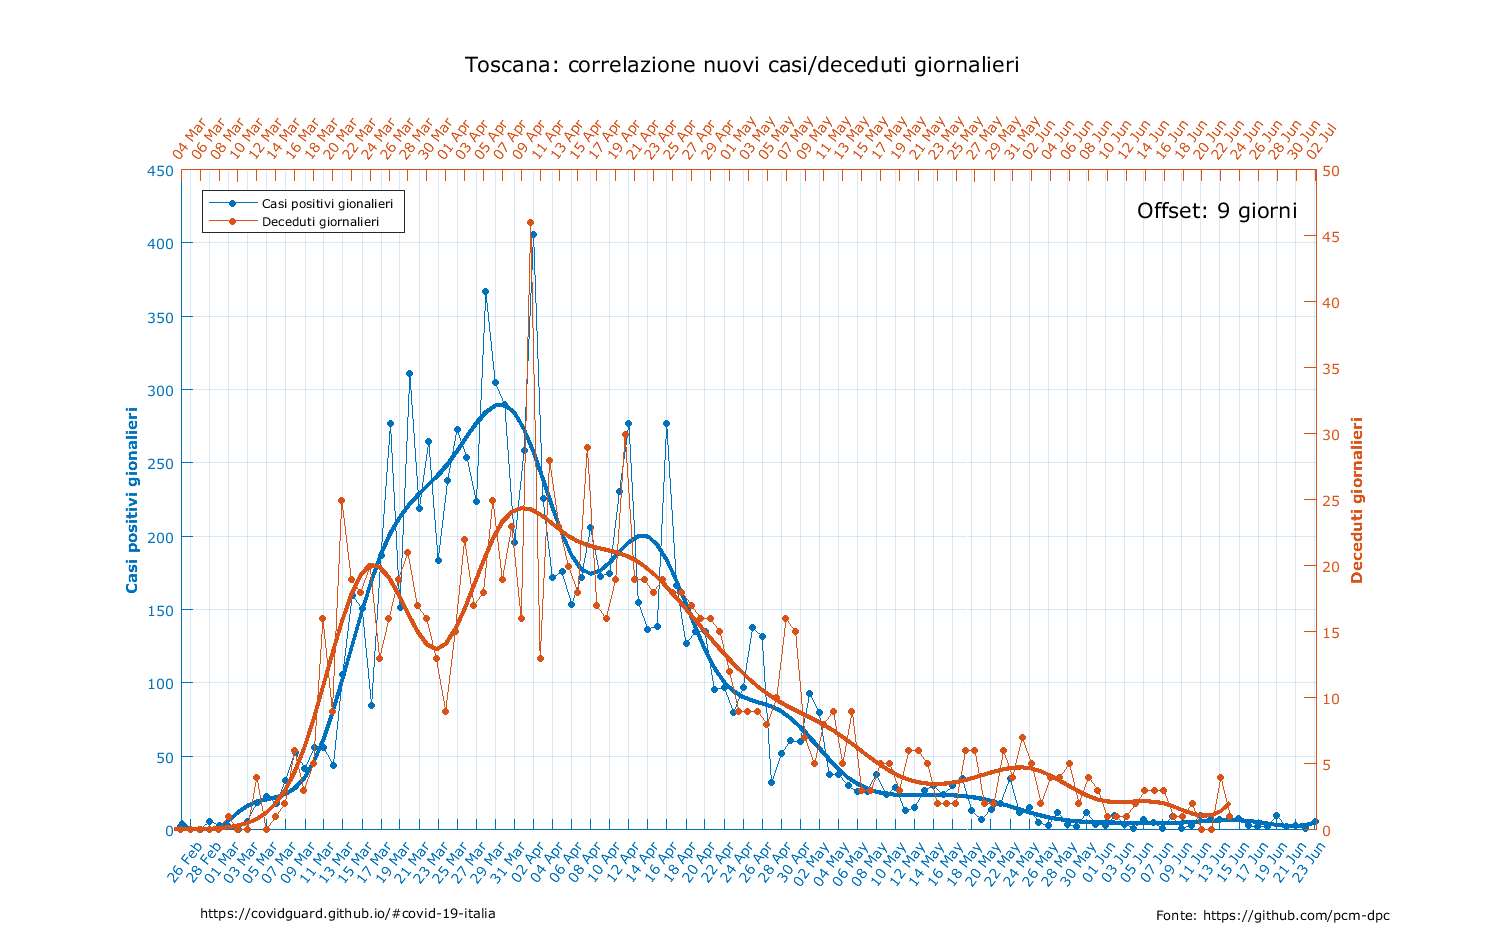 Toscana: correlazione nuovi casi/deceduti giornalieri
04 Mar 06 Mar 08 Mar 10 Mar 12 Mar 14 Mar 16 Mar 18 Mar 20 Mar 22 Mar 24 Mar 26 Mar 28 Mar 30 Mar 01 Apr 03 Apr 05 Apr 07 Apr 09 Apr 11 Apr 13 Apr 15 Apr 17 Apr 19 Apr 21 Apr 23 Apr 25 Apr 27 Apr 29 Apr 01 May 03 May 05 May 07 May 09 May 11 May 13 May 15 May 17 May 19 May 21 May 23 May 25 May 27 May 29 May 31 May 02 Jun 04 Jun 06 Jun 08 Jun 10 Jun 12 Jun 14 Jun 16 Jun 18 Jun 20 Jun 22 Jun 24 Jun 26 Jun 28 Jun 30 Jun 02 Jul
450
400
350
300
250
200
150
100
50
0
Casi positivi gionalieri
Casi positivi gionalieri
Deceduti giornalieri
Offset: 9 giorni
50
45
40
35
30
25
20
15
10
5
0
Deceduti giornalieri
26 Feb 28 Feb 01 Mar 03 Mar 05 Mar 07 Mar 09 Mar 11 Mar 13 Mar 15 Mar 17 Mar 19 Mar 21 Mar 23 Mar 25 Mar 27 Mar 29 Mar 31 Mar 02 Apr 04 Apr 06 Apr 08 Apr 10 Apr 12 Apr 14 Apr 16 Apr 18 Apr 20 Apr 22 Apr 24 Apr 26 Apr 28 Apr 30 Apr 02 May 04 May 06 May 08 May 10 May 12 May 14 May 16 May 18 May 20 May 22 May 24 May 26 May 28 May 30 May 01 Jun 03 Jun 05 Jun 07 Jun 09 Jun 11 Jun 13 Jun 15 Jun 17 Jun 19 Jun 21 Jun 23 Jun
https://covidguard.github.io/#covid-19-italia
Fonte: https://github.com/pcm-dpc